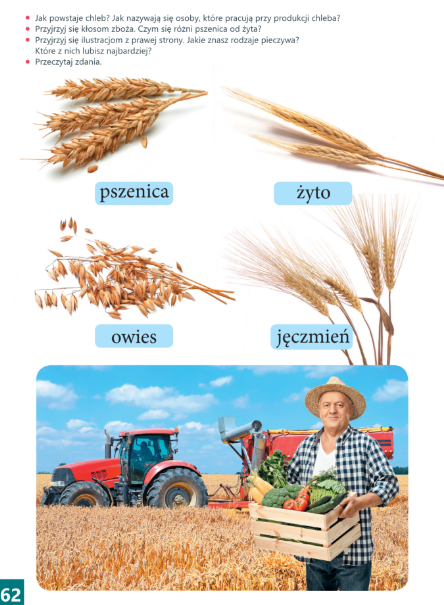 • Jak powstaje chleb? Jak nazywają się osoby, które pracują przy produkcji chleba?
• Przyjrzyj się kłosom zboża. Czym się różni pszenica od żyta?
• Przyjrzyj się ilustracjom z prawej strony. Jakie znasz rodzaje pieczywa?
Które z nich lubisz najbardziej?
• Przeczytaj zdania.
pszenica
żyto
owies
jęczmień
62